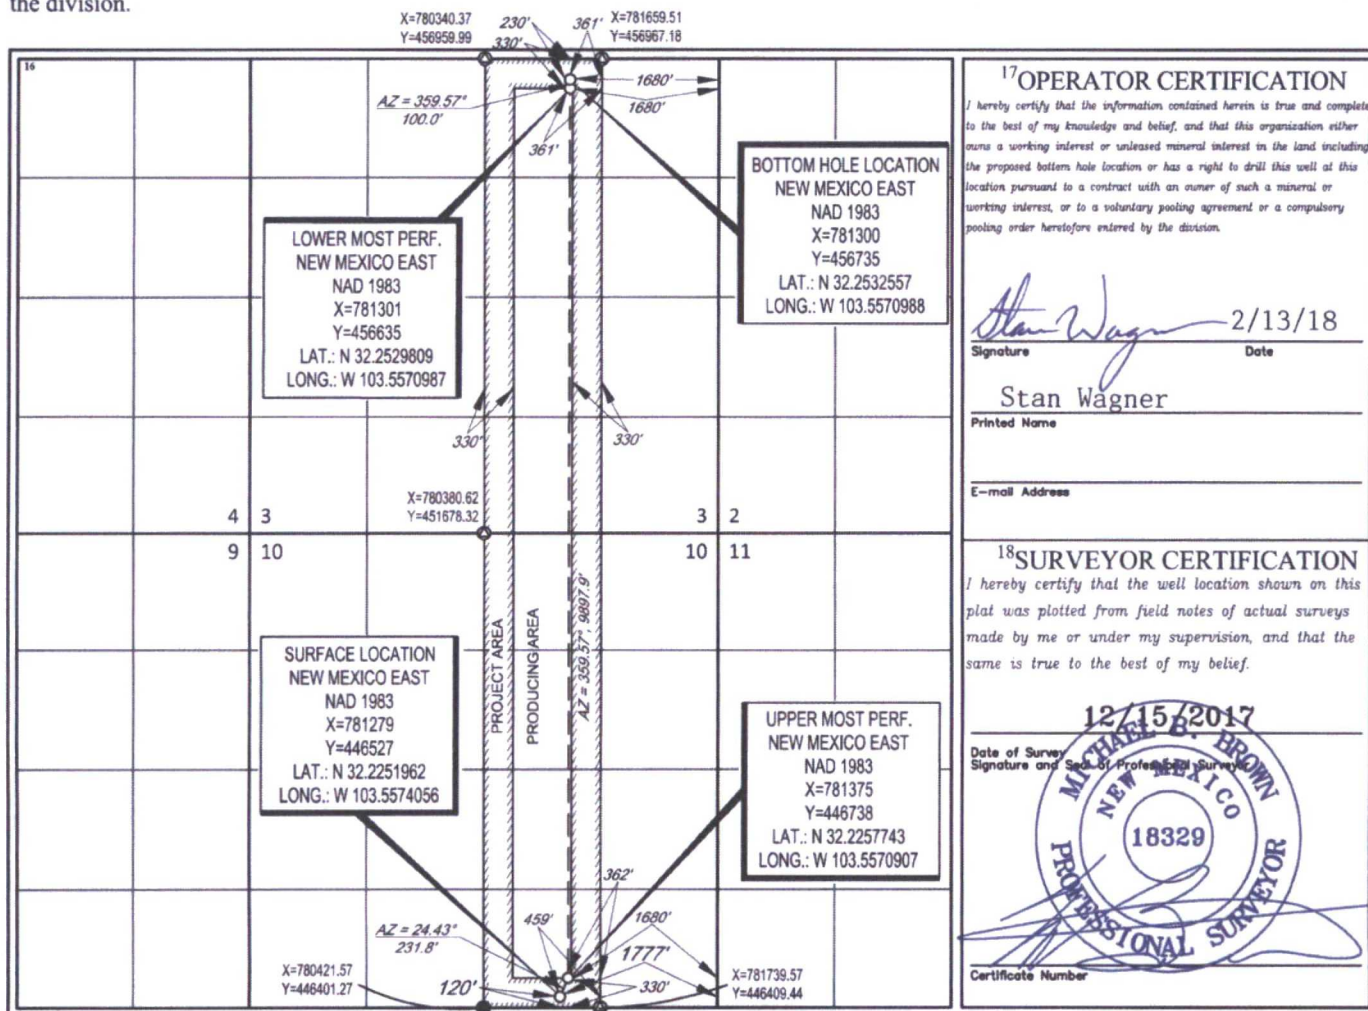 the division.
X=780340.37
Y=456959.99
230'
330'
361'
X=781659.51
Y=456967.18
16
1680'
1680'
AZ = 359.57°
100.0'
361'
BOTTOM HOLE LOCATION
NEW MEXICO EAST
NAD 1983
X=781300
Y=456735
LAT.: N 32.2532557
LONG.: W 103.5570988
LOWER MOST PERF.
NEW MEXICO EAST
NAD 1983
X=781301
Y=456635
LAT.: N 32.2529809
LONG.: W 103.5570987
330'
330'
X=780380.62
Y=451678.32
4 3
3 2
9 10
10 11
PROJECT AREA
PRODUCING AREA
AZ = 359.57°, 9897.9'
SURFACE LOCATION
NEW MEXICO EAST
NAD 1983
X=781279
Y=446527
LAT.: N 32.2251962
LONG.: W 103.5574056
UPPER MOST PERF.
NEW MEXICO EAST
NAD 1983
X=781375
Y=446738
LAT.: N 32.2257743
LONG.: W 103.5570907
362'
459'
1680'
AZ = 24.43°
231.8'
1777'
X=780421.57
Y=446401.27
120'
330'
X=781739.57
Y=446409.44
17 OPERATOR CERTIFICATION
I hereby certify that the information contained herein is true and complete
to the best of my knowledge and belief, and that this organization either
owns a working interest or unleased mineral interest in the land including
the proposed bottom hole location or has a right to drill this well at this
location pursuant to a contract with an owner of such a mineral or
working interest, or to a voluntary pooling agreement or a compulsory
pooling order heretofore entered by the division.
Stan Wagner 2/13/18
Signature Date
Stan Wagner
Printed Name
E-mail Address
18 SURVEYOR CERTIFICATION
I hereby certify that the well location shown on this
plat was plotted from field notes of actual surveys
made by me or under my supervision, and that the
same is true to the best of my belief.
12/15/2017
Date of Survey
Signature and Seal of Professional Surveyor
MICHAEL B. BROWN
NEW MEXICO
18329
PROFESSIONAL SURVEYOR
Certificate Number